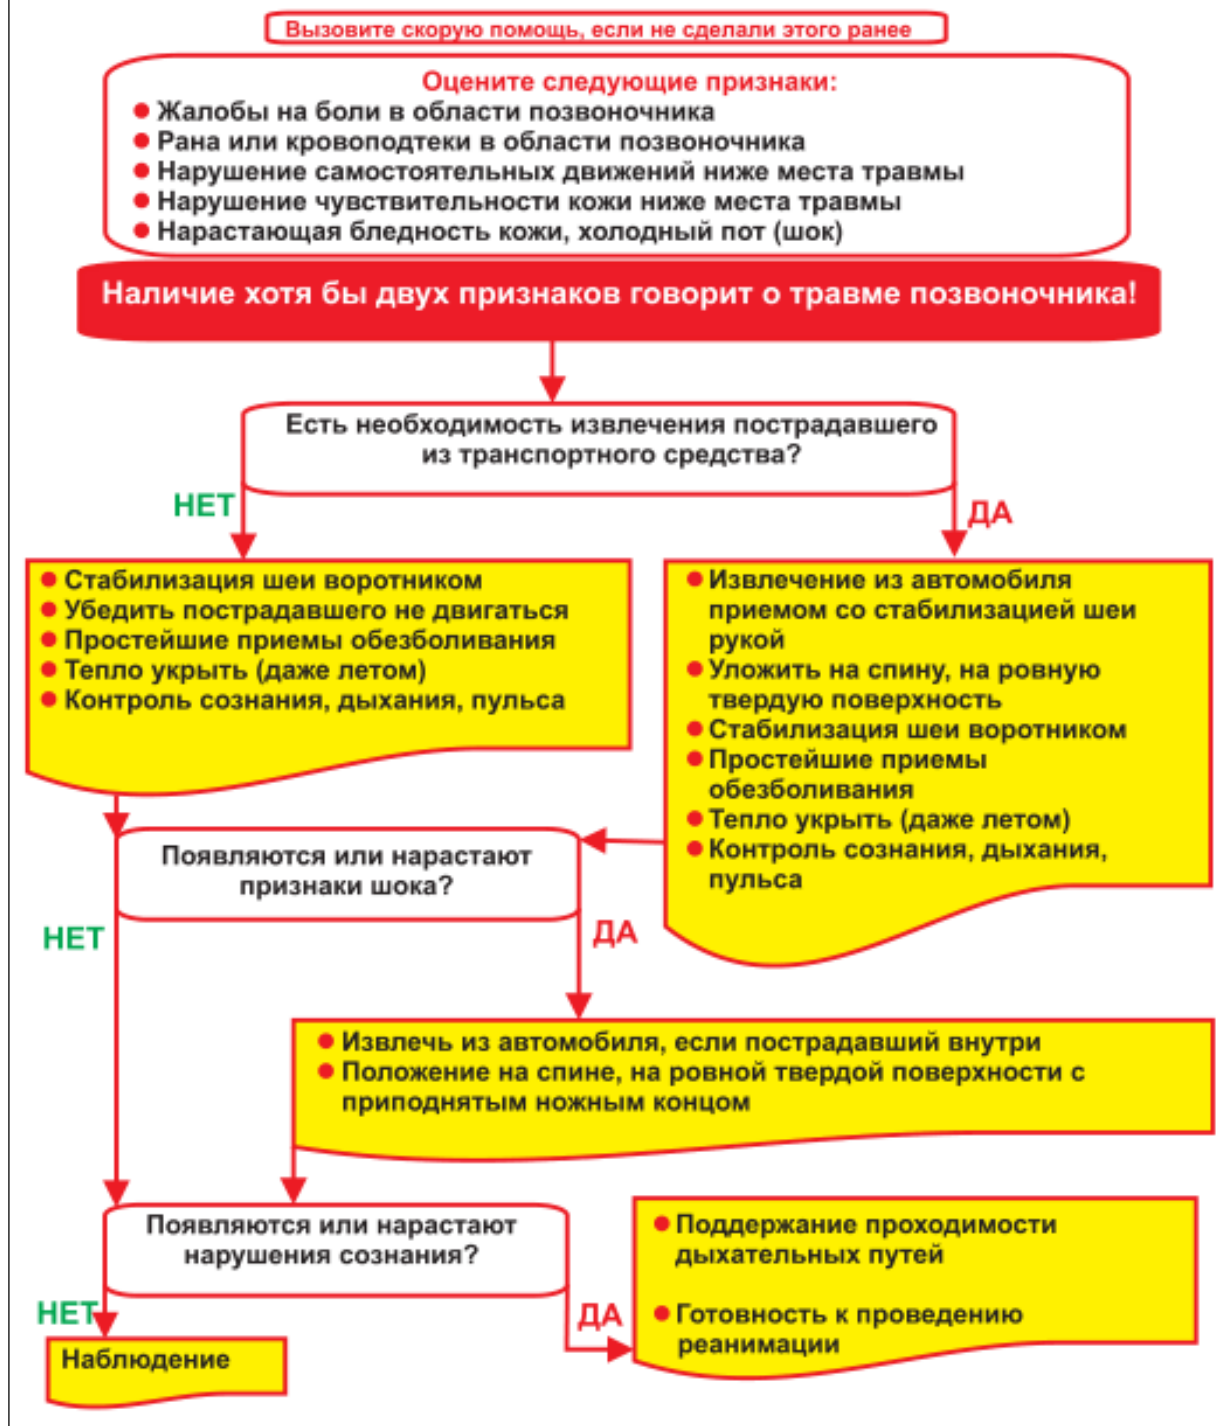 Вызовите скорую помощь, если не сделали этого ранее
Оцените следующие признаки:
Жалобы на боли в области позвоночника
Рана или кровоподтеки в области позвоночника
Нарушение самостоятельных движений ниже места травмы
Нарушение чувствительности кожи ниже места травмы
Нарастающая бледность кожи, холодный пот (шок)
Наличие хотя бы двух признаков говорит о травме позвоночника!
Есть необходимость извлечения пострадавшего
из транспортного средства?
НЕТ
ДА
Стабилизация шеи воротником
Убедить пострадавшего не двигаться
Простейшие приемы обезболивания
Тепло укрыть (даже летом)
Контроль сознания, дыхания, пульса
Извлечение из автомобиля
приемом со стабилизацией шеи
рукой
Уложить на спину, на ровную
твердую поверхность
Стабилизация шеи воротником
Простейшие приемы
обезболивания
Тепло укрыть (даже летом)
Контроль сознания, дыхания,
пульса
Появляются или нарастают
признаки шока?
НЕТ
ДА
Извлечь из автомобиля, если пострадавший внутри
Положение на спине, на ровной твердой поверхности с
приподнятым ножным концом
Появляются или нарастают
нарушения сознания?
НЕТ
ДА
Наблюдение
Поддержание проходимости
дыхательных путей
Готовность к проведению
реанимации